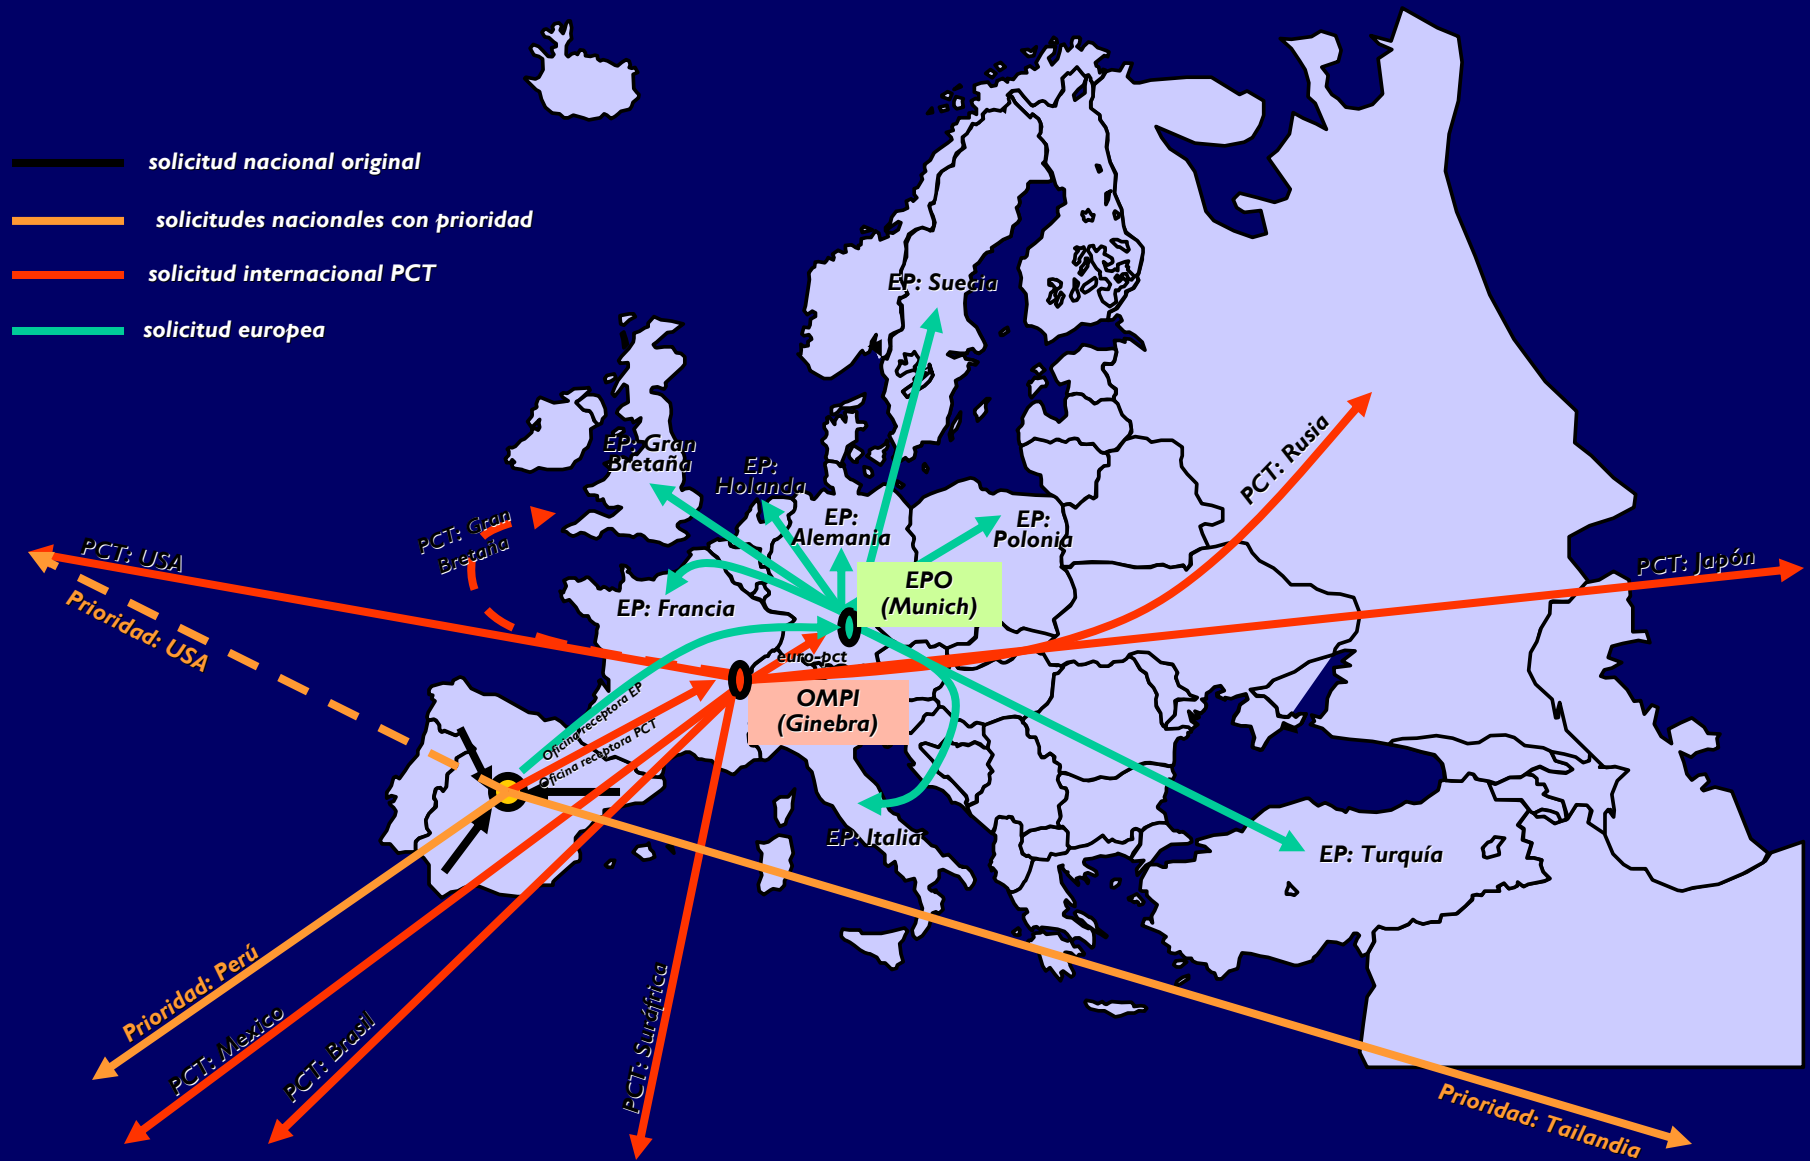 solicitud nacional original
solicitudes nacionales con prioridad
solicitud internacional PCT
solicitud europea
EP: Suecia
EP: Gran
Bretaña
EP:
Holanda
EP:
Alemania
EP:
Polonia
PCT: Rusia
PCT: Gran
Bretaña
PCT: USA
Prioridad: USA
PCT: Japón
EPO
(Munich)
EP: Francia
euro-pct
OMPI
(Ginebra)
Oficina receptora EP
Oficina receptora PCT
EP: Italia
EP: Turquía
Prioridad: Perú
PCT: Mexico
PCT: Brasil
PCT: Suráfrica
Prioridad: Tailandia